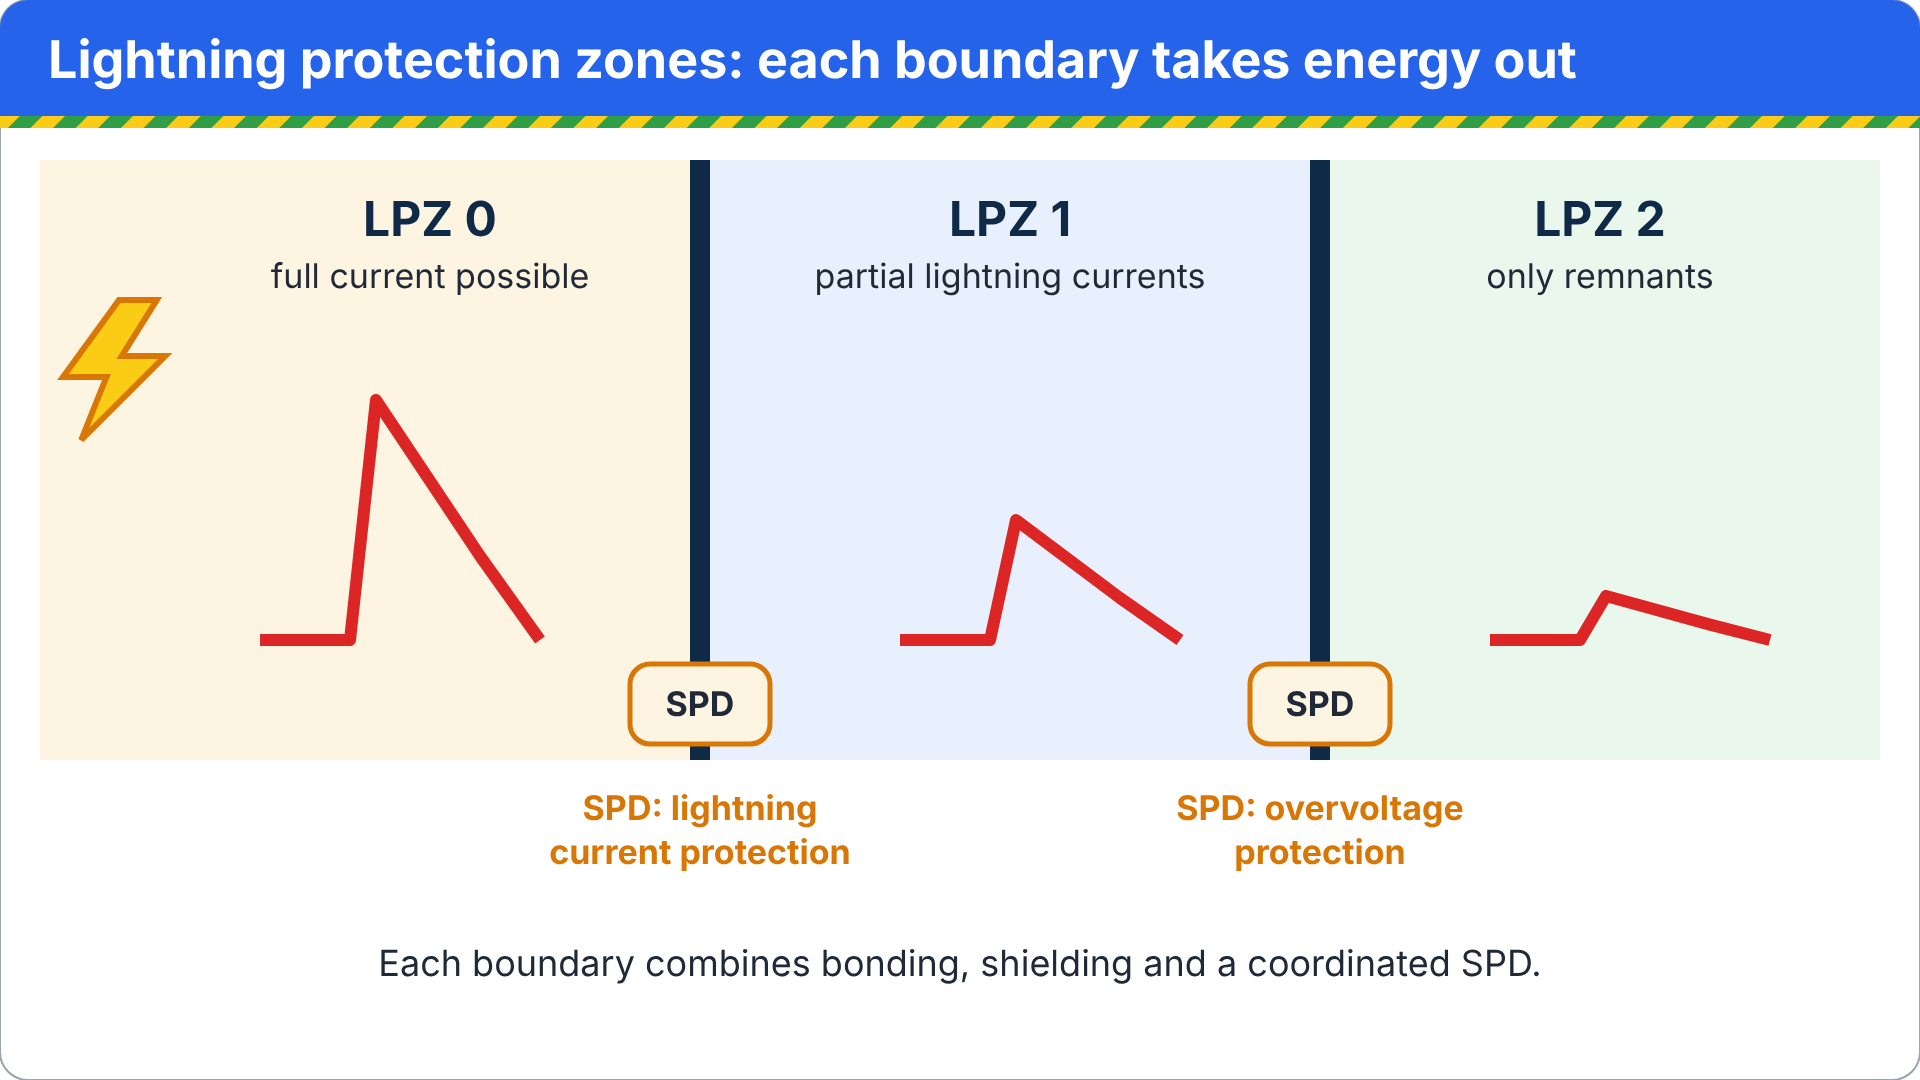 Lightning protection zones: each boundary takes energy out
LPZ 0
full current possible
LPZ 1
partial lightning currents
LPZ 2
only remnants
SPD
SPD
SPD: lightning
current protection
SPD: overvoltage
protection
Each boundary combines bonding, shielding and a coordinated SPD.